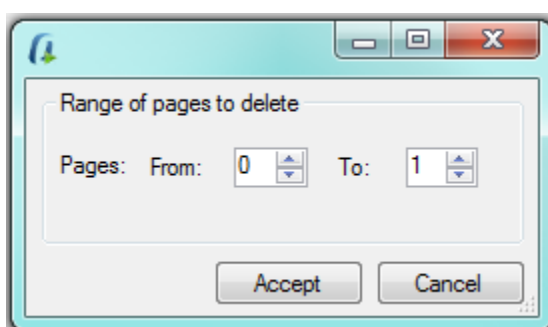 Range of pages to delete
Pages: From: 0 To: 1
Accept Cancel